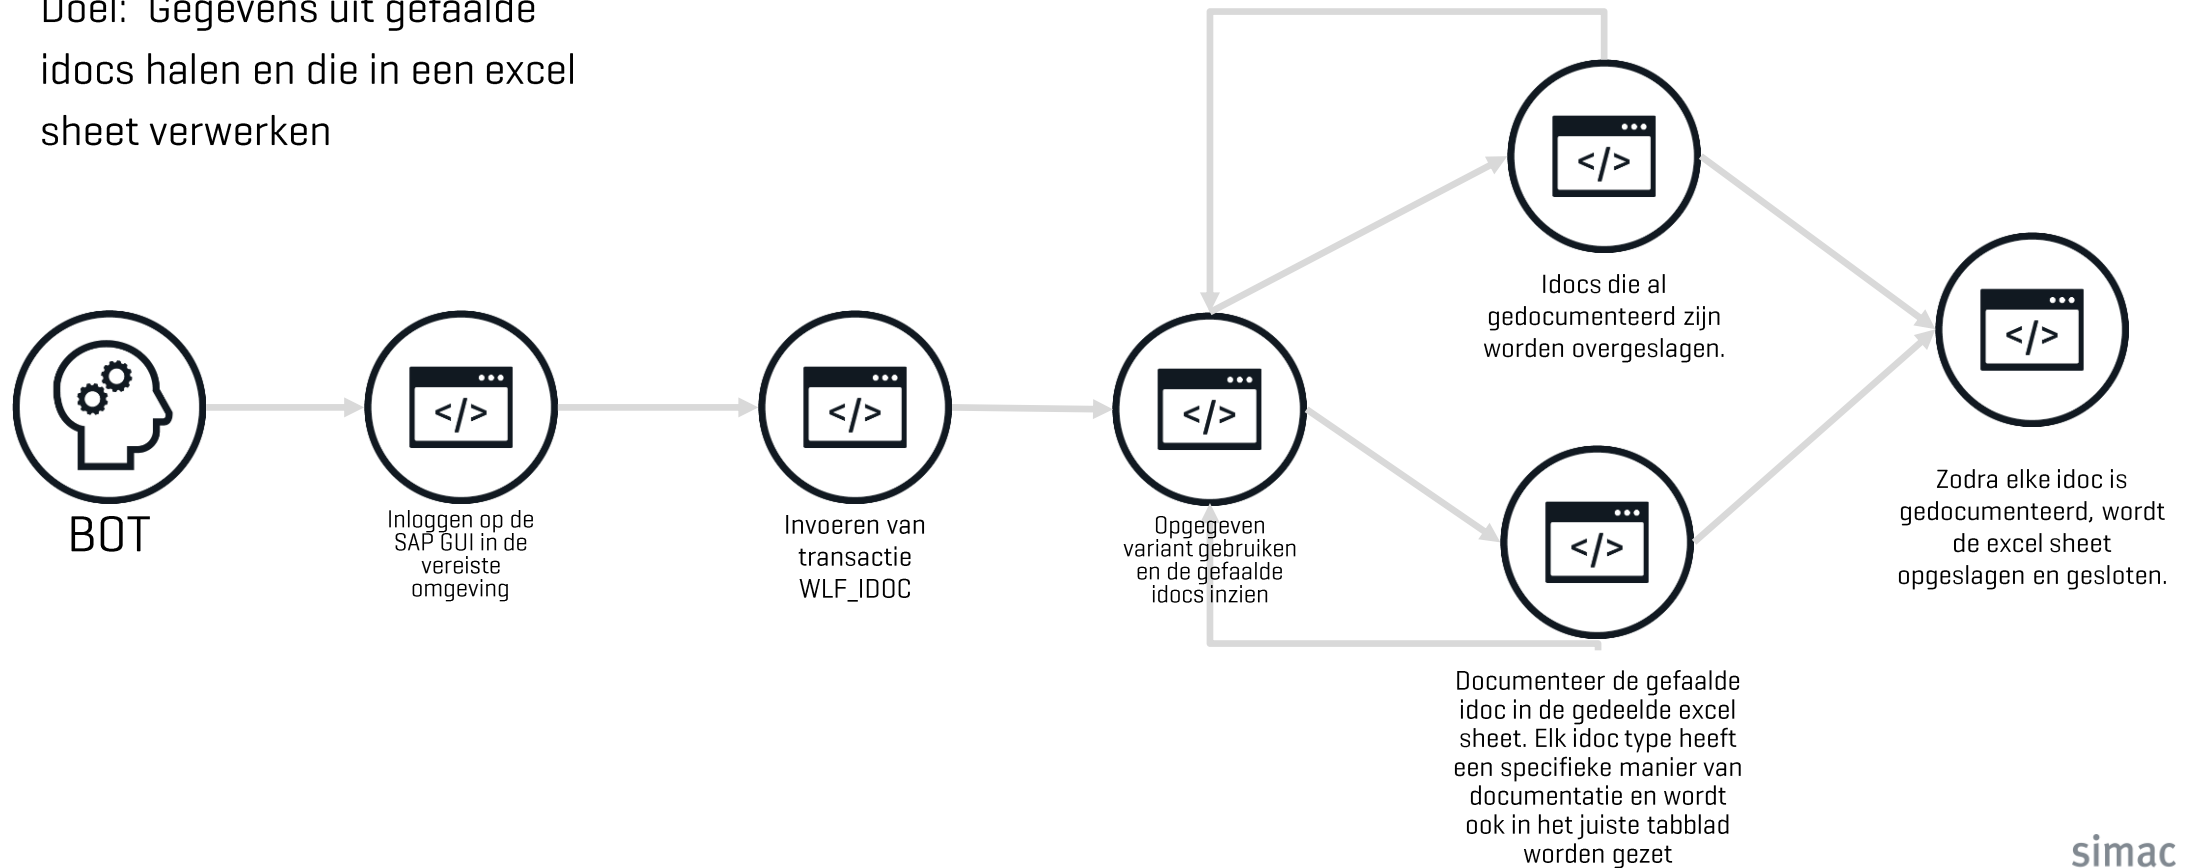 Doel: Gegevens uit gefaalde
idocs halen en die in een excel
sheet verwerken
BOT
Inloggen op de
SAP GUI in de
vereiste
omgeving
Invoeren van
transactie
WLF_IDOC
Opgegeven
variant gebruiken
en de gefaalde
idocs inzien
Idocs die al
gedocumenteerd zijn
worden overgeslagen.
Documenteer de gefaalde
idoc in de gedeelde excel
sheet. Elk idoc type heeft
een specifieke manier van
documentatie en wordt
ook in het juiste tabblad
worden gezet
Zodra elke idoc is
gedocumenteerd, wordt
de excel sheet
opgeslagen en gesloten.
</>
</>
</>
</>
</>
</>
simac